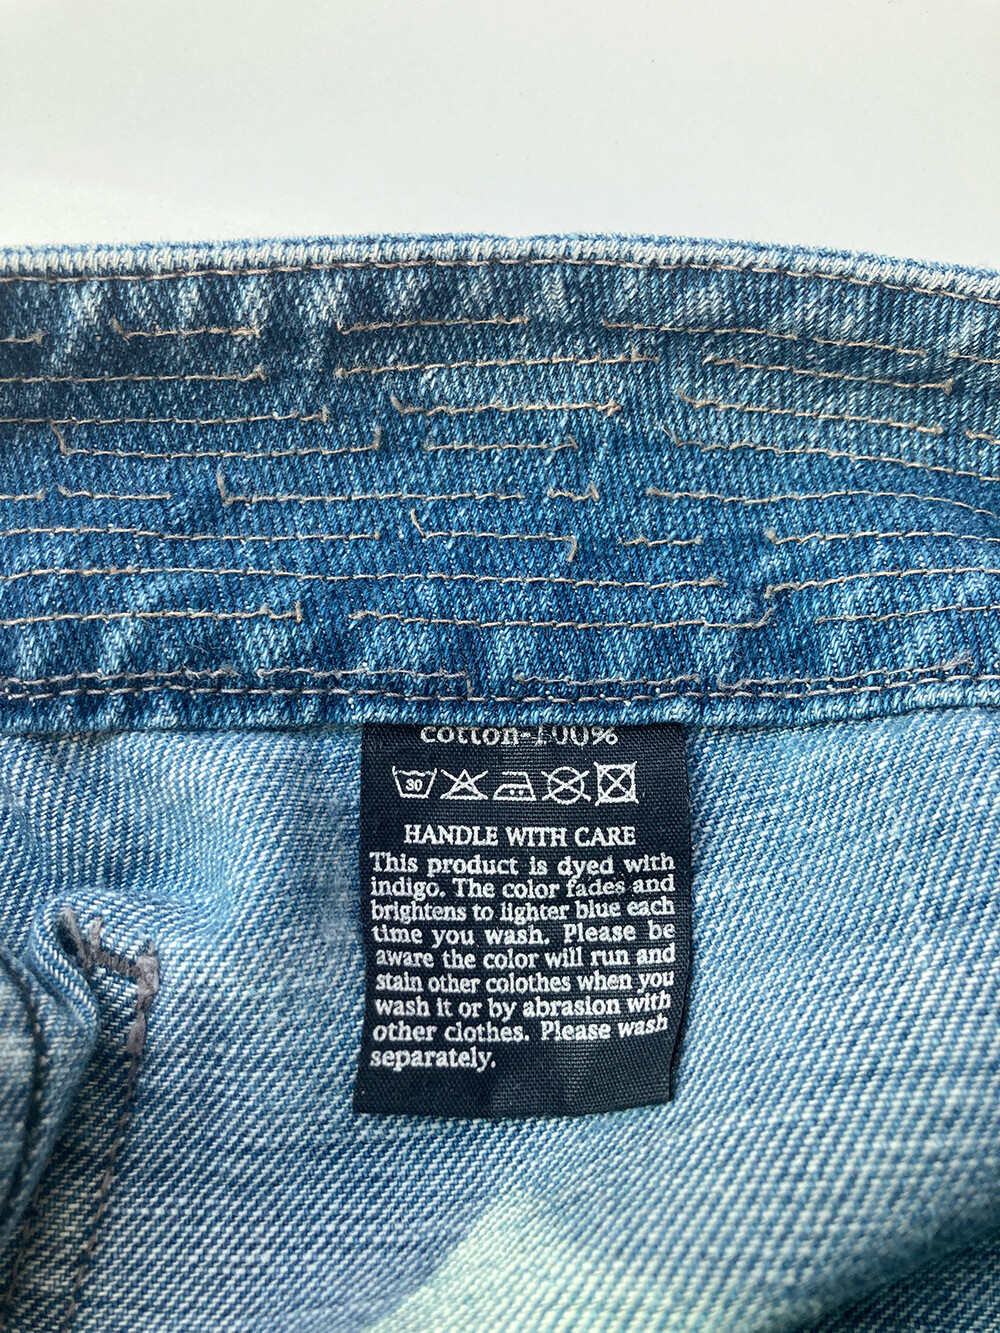 cotton-100%
30
HANDLE WITH CARE
This product is dyed with
indigo. The color fades and
brightens to lighter blue each
time you wash. Please be
aware the color will run and
stain other colothes when you
wash it or by abrasion with
other clothes. Please wash
separately.